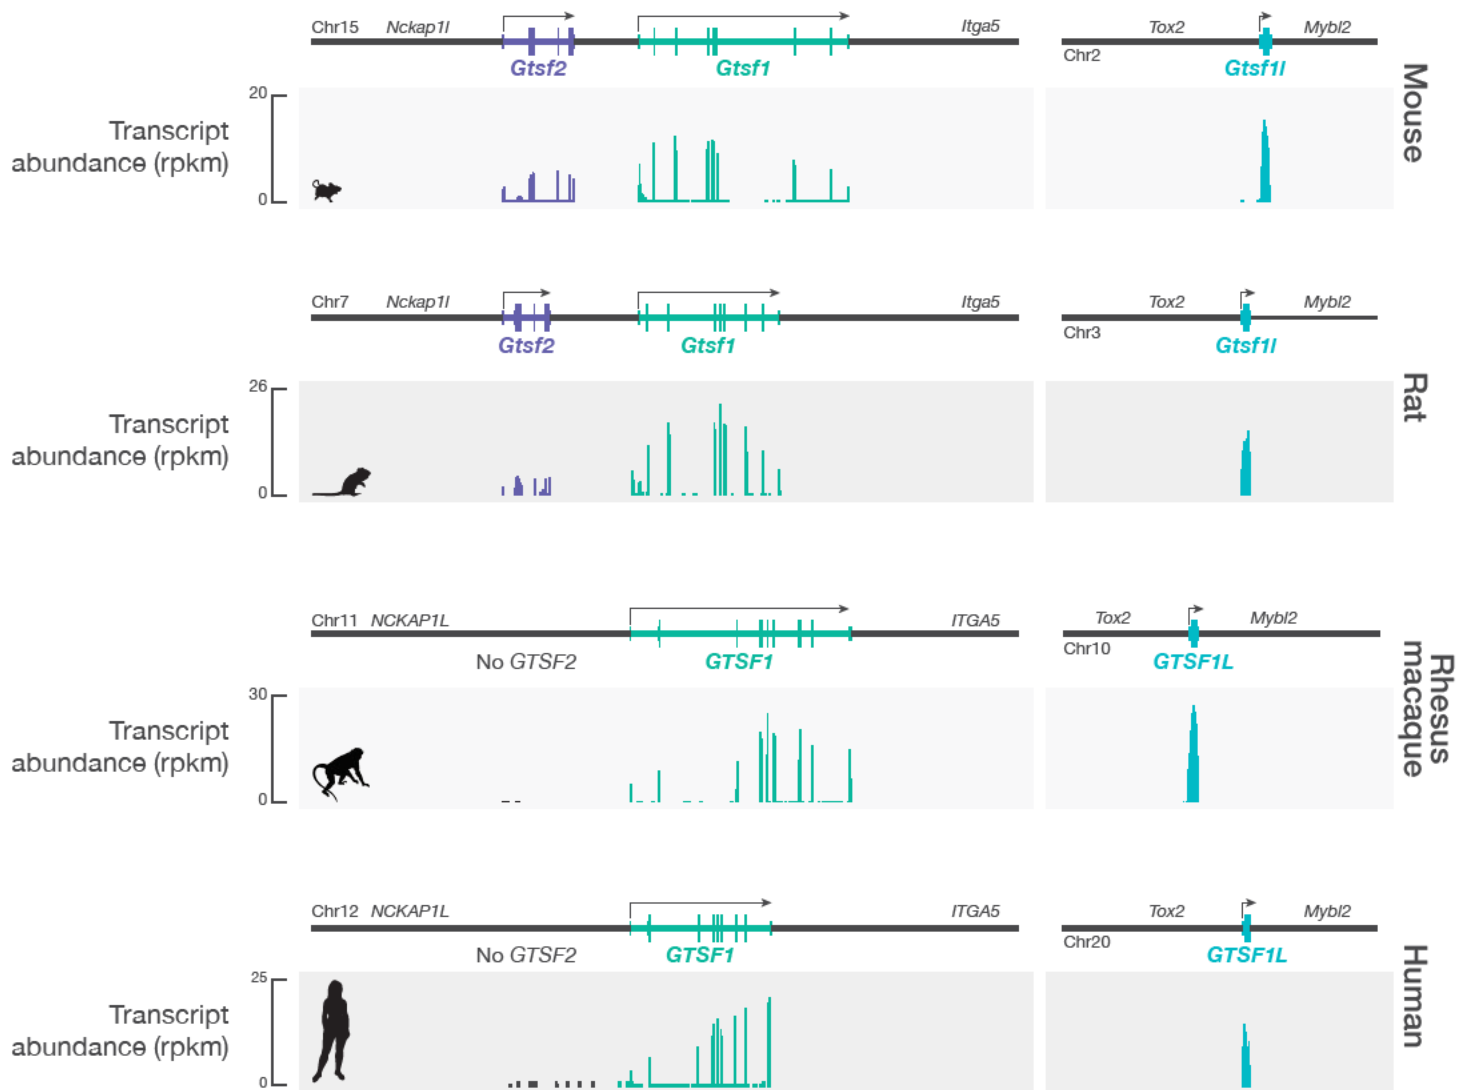 Chr15 Nckap1l Itga5 Tox2 Mybl2
Chr2
Gtsf2 Gtsf1 Gtsf1l
Mouse
20
Transcript
abundance (rpkm)
0
Chr7 Nckap1l Itga5 Tox2 Mybl2
Chr3
Gtsf2 Gtsf1 Gtsf1l
Rat
26
Transcript
abundance (rpkm)
0
Chr11 NCKAP1L ITGA5 Tox2 Mybl2
Chr10
No GTSF2 GTSF1 GTSF1L
Rhesus
macaque
30
Transcript
abundance (rpkm)
0
Chr12 NCKAP1L ITGA5 Tox2 Mybl2
Chr20
No GTSF2 GTSF1 GTSF1L
Human
25
Transcript
abundance (rpkm)
0